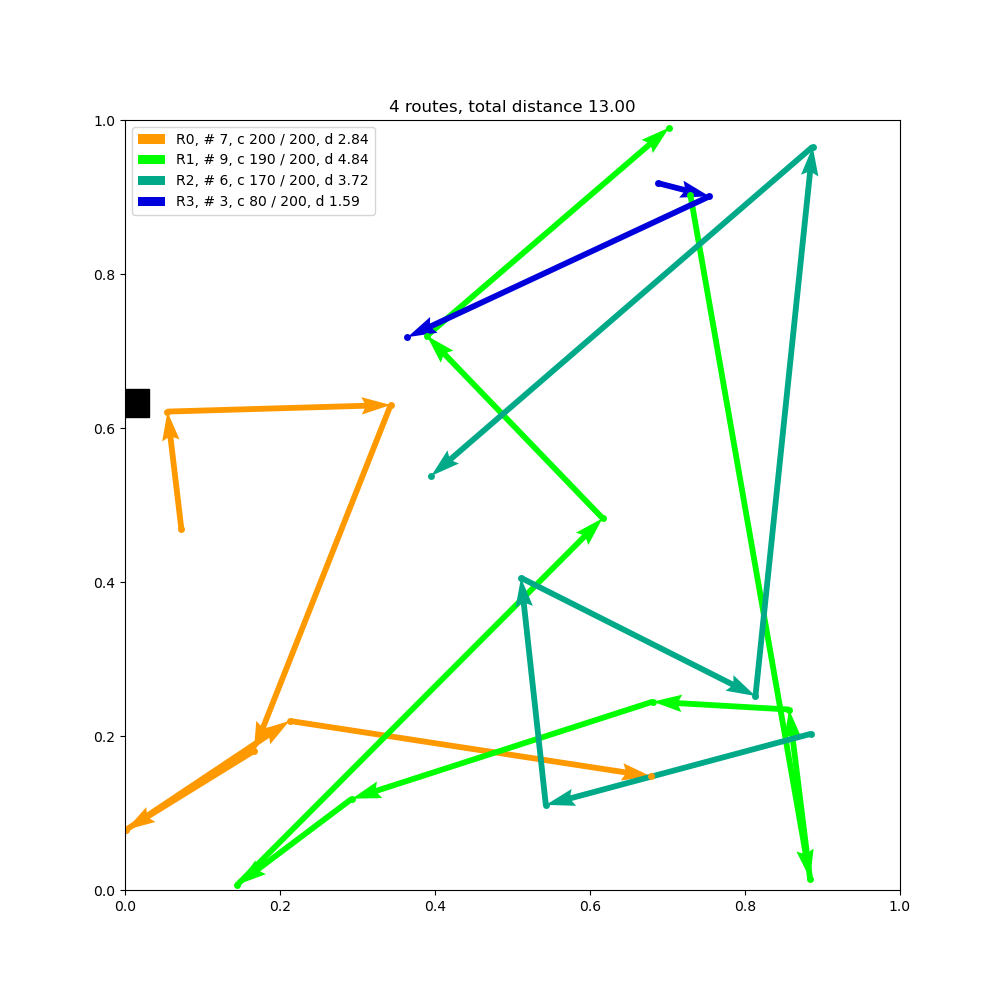 4 routes, total distance 13.00
R0, # 7, c 200 / 200, d 2.84
R1, # 9, c 190 / 200, d 4.84
R2, # 6, c 170 / 200, d 3.72
R3, # 3, c 80 / 200, d 1.59
1.0
0.8
0.6
0.4
0.2
0.0
0.0 0.2 0.4 0.6 0.8 1.0